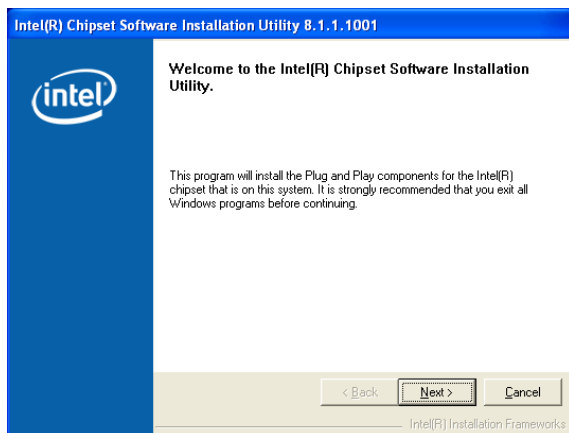 Intel(R) Chipset Software Installation Utility 8.1.1.1001
intel
Welcome to the Intel(R) Chipset Software Installation
Utility.
This program will install the Plug and Play components for the Intel(R)
chipset that is on this system. It is strongly recommended that you exit all
Windows programs before continuing.
< Back
Next >
Cancel
Intel(R) Installation Frameworks